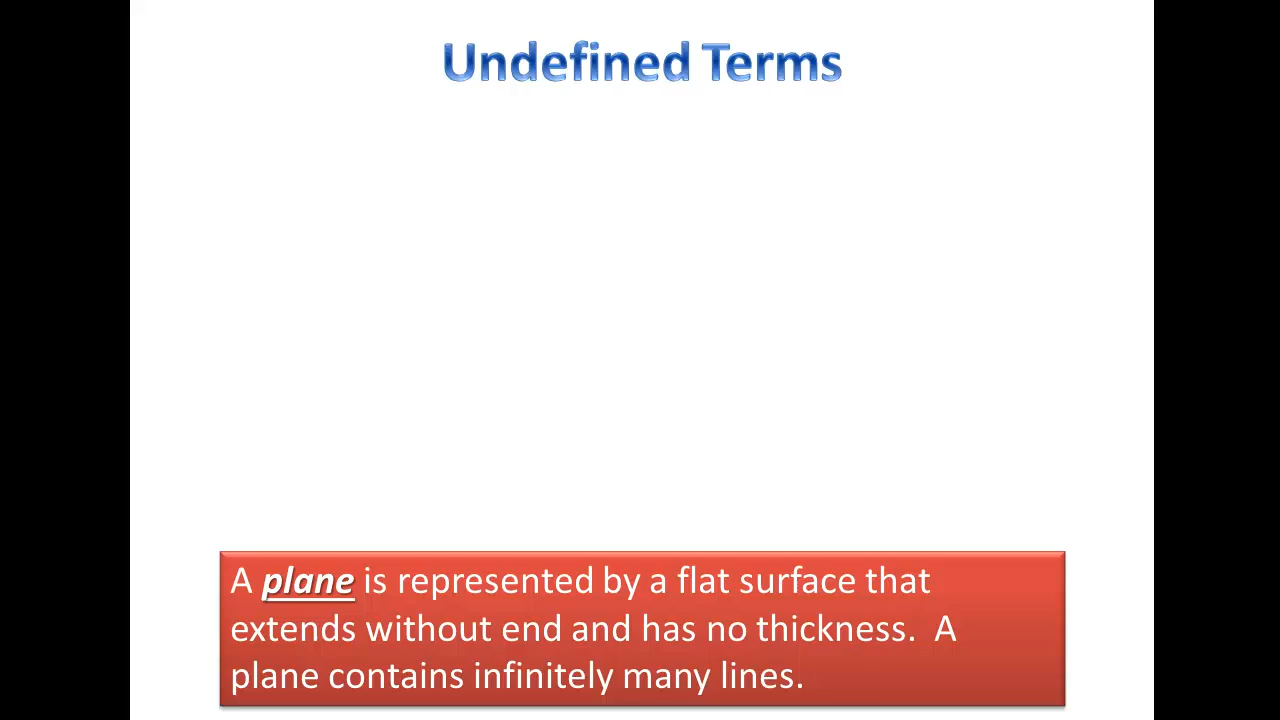 Undefined Terms
A plane is represented by a flat surface that
extends without end and has no thickness.  A
plane contains infinitely many lines.